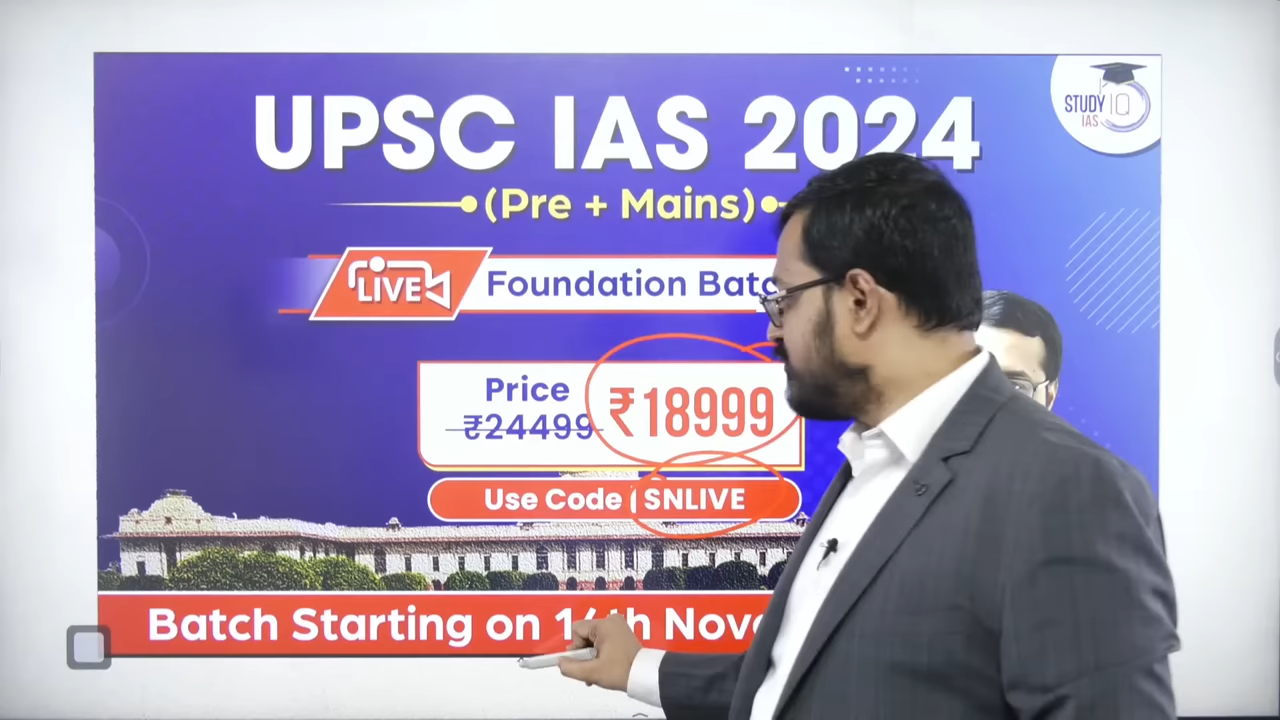 UPSC IAS 2024
STUDY IQ
IAS
(Pre + Mains)
LIVE
Foundation
Price
₹24499
₹18999
Use Code | SNLIVE
Batch Starting on